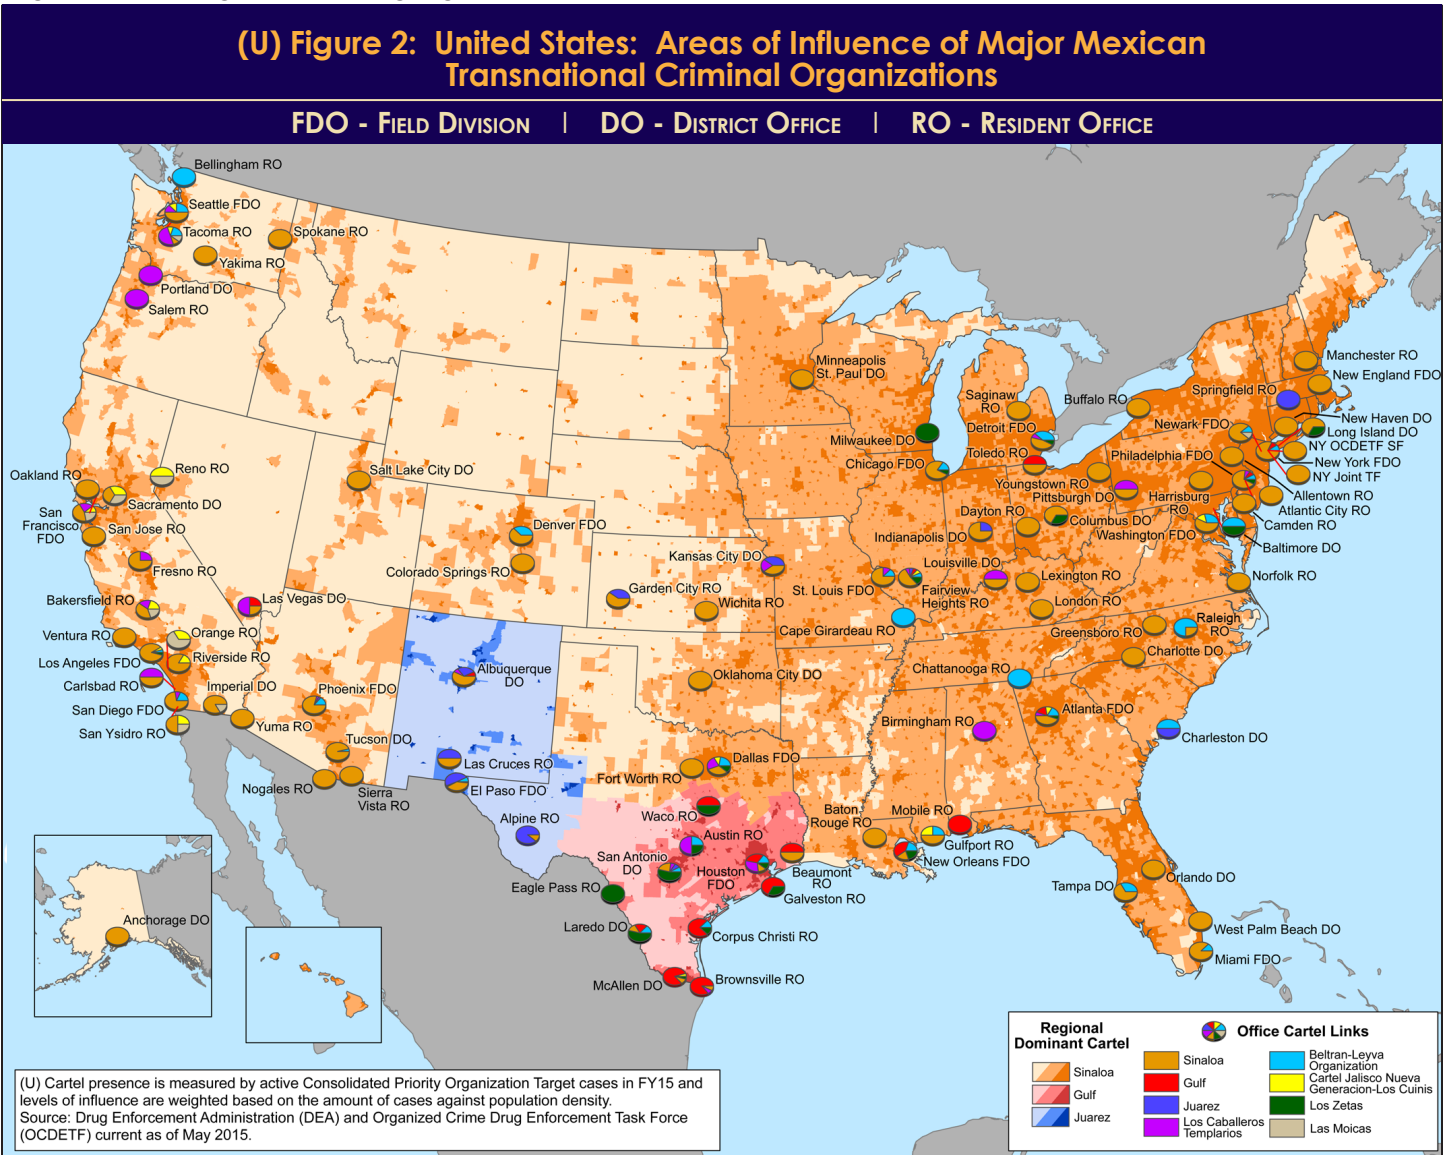 (U) Figure 2: United States: Areas of Influence of Major Mexican
Transnational Criminal Organizations
FDO - Field Division | DO - District Office | RO - Resident Office
Bellingham RO
Seattle FDO
Tacoma RO
Spokane RO
Yakima RO
Portland DO
Salem RO
Minneapolis
St. Paul DO
Manchester RO
New England FDO
Springfield RO
Saginaw
RO
Buffalo RO
New Haven DO
Newark FDO
Detroit FDO
Long Island DO
Milwaukee DO
NY OCDETF SF
Toledo RO
Philadelphia FDO
New York FDO
Chicago FDO
NY Joint TF
Oakland RO
Reno RO
Salt Lake City DO
Youngstown RO
Pittsburgh DO
Harrisburg
RO
Allentown RO
Sacramento DO
Atlantic City RO
San
Francisco
FDO
San Jose RO
Denver FDO
Dayton RO
Columbus DO
Camden RO
Indianapolis DO
Washington FDO
Baltimore DO
Kansas City DO
Fresno RO
Colorado Springs RO
Louisville DO
Lexington RO
Norfolk RO
Garden City RO
St. Louis FDO
Fairview
Heights RO
Bakersfield RO
Las Vegas DO
Wichita RO
London RO
Cape Girardeau RO
Raleigh
RO
Ventura RO
Orange RO
Greensboro RO
Los Angeles FDO
Riverside RO
Charlotte DO
Albuquerque
DO
Chattanooga RO
Carlsbad RO
Imperial DO
Phoenix FDO
Oklahoma City DO
San Diego FDO
Atlanta FDO
Birmingham RO
San Ysidro RO
Yuma RO
Tucson DO
Charleston DO
Las Cruces RO
Dallas FDO
Fort Worth RO
Nogales RO
Sierra
Vista RO
El Paso FDO
Alpine RO
Waco RO
Baton
Rouge RO
Mobile RO
Austin RO
Gulfport RO
San Antonio
DO
Houston
FDO
Beaumont
RO
New Orleans FDO
Eagle Pass RO
Galveston RO
Orlando DO
Tampa DO
Anchorage DO
Laredo DO
Corpus Christi RO
West Palm Beach DO
Miami FDO
McAllen DO
Brownsville RO
Regional
Dominant Cartel
Sinaloa
Gulf
Juarez
Office Cartel Links
Sinaloa
Gulf
Juarez
Los Caballeros
Templarios
Beltran-Leyva
Organization
Cartel Jalisco Nueva
Generacion-Los Cuinis
Los Zetas
Las Moicas
(U) Cartel presence is measured by active Consolidated Priority Organization Target cases in FY15 and
levels of influence are weighted based on the amount of cases against population density.
Source: Drug Enforcement Administration (DEA) and Organized Crime Drug Enforcement Task Force
(OCDETF) current as of May 2015.